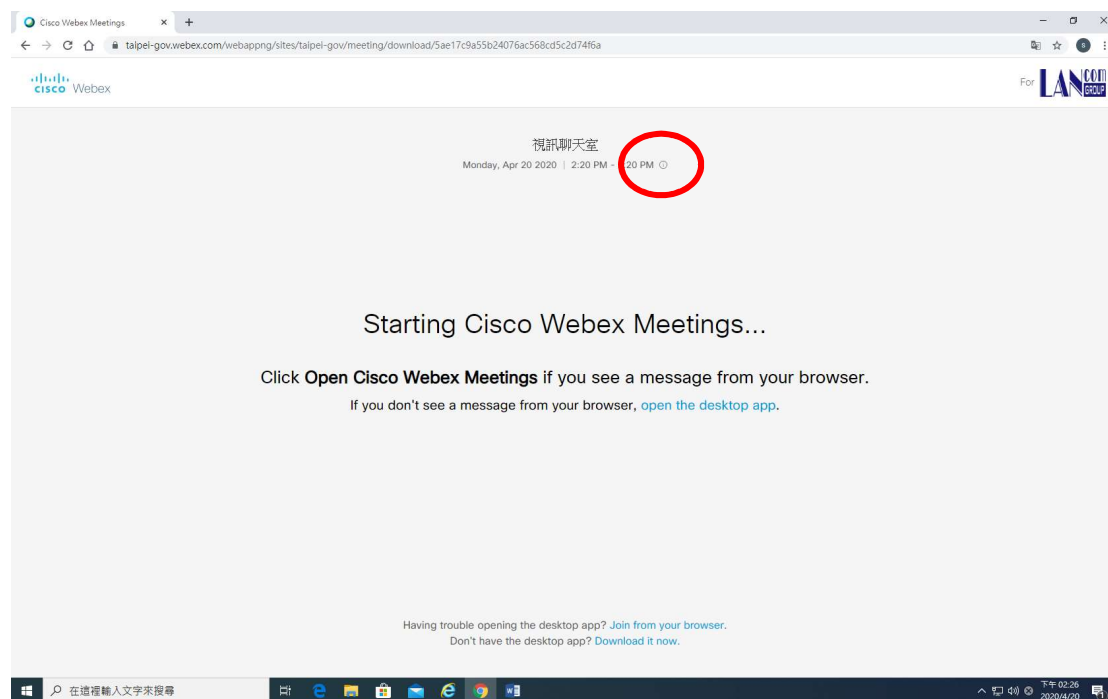 Cisco Webex Meetings
taipei-gov.webex.com/webappng/sites/taipei-gov/meeting/download/5ae17c9a55b24076ac568cd5c2d74f6a
S
cisco Webex
For LANCOM GROUP
視訊聊天室
Monday, Apr 20 2020 | 2:20 PM - :20 PM
Starting Cisco Webex Meetings...
Click Open Cisco Webex Meetings if you see a message from your browser.
If you don't see a message from your browser, open the desktop app.
Having trouble opening the desktop app? Join from your browser.
Don't have the desktop app? Download it now.
在這裡輸入文字來搜尋
下午 02:26
2020/4/20